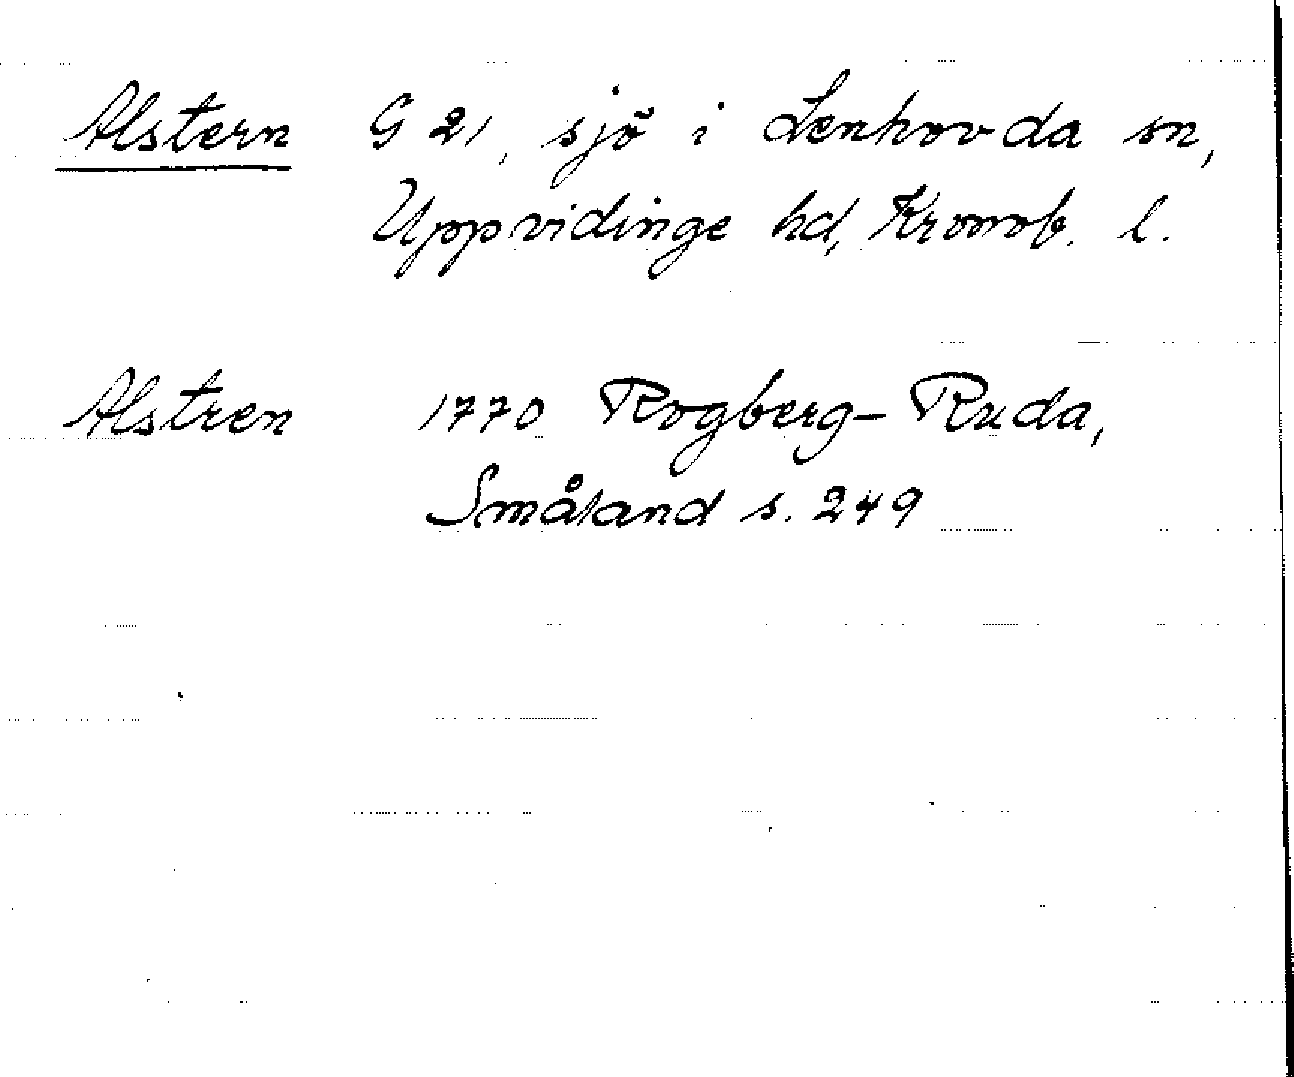 Alstern G 21, sjö i Lenhovda sn,
Uppvidinge hd, Kronob. l.
Alstren 1770 Rogberg-Ruda,
Småland s. 249